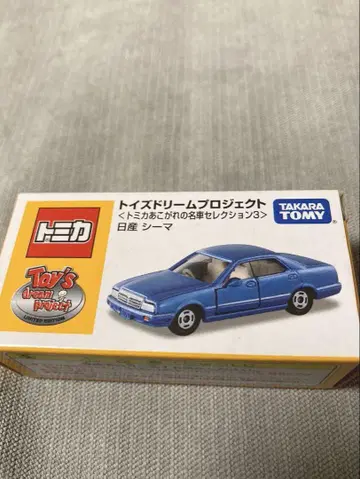 トミカ
トイズドリームプロジェクト
<トミカあこがれの名車セレクション3>
日産 シーマ
TAKARA
TOMY
Toy's
dream
project
LIMITED EDITION